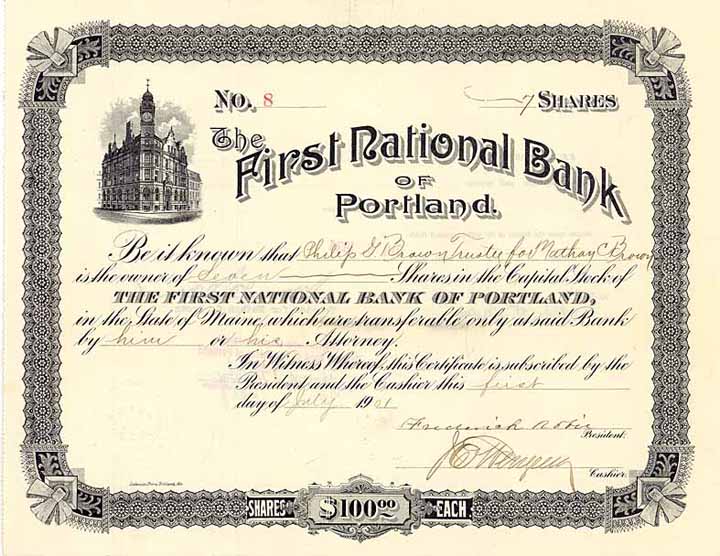 No. 8 7 Shares
The First National Bank
OF
Portland.
Be it known that Philip G Brown Trustee for Nathan C Brown
is the owner of Seven Shares in the Capital Stock of
THE FIRST NATIONAL BANK OF PORTLAND,
in the State of Maine, which are transferable only at said Bank
by him or his Attorney.
In Witness Whereof, this Certificate is subscribed by the
President and the Cashier this first
day of July 1901
Frederick Robie
President.
Cashier.
SHARES $100.00 EACH